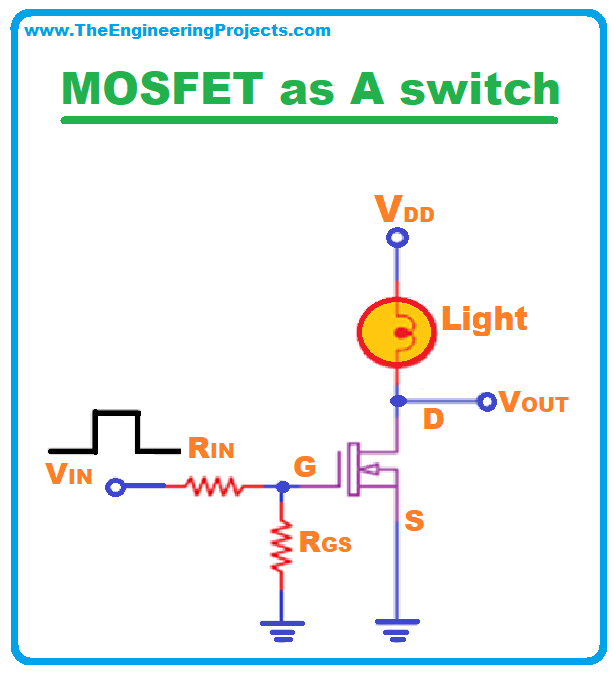 www.TheEngineeringProjects.com
MOSFET as A switch
VDD
Light
VOUT
D
RIN
VIN
G
S
RGS